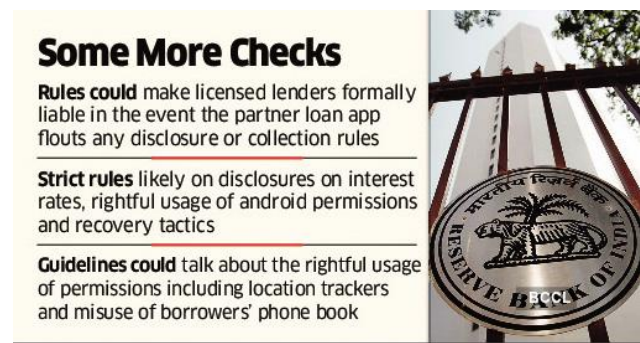 Some More Checks
Rules could make licensed lenders formally
liable in the event the partner loan app
flouts any disclosure or collection rules
Strict rules likely on disclosures on interest
rates, rightful usage of android permissions
and recovery tactics
Guidelines could talk about the rightful usage
of permissions including location trackers
and misuse of borrowers' phone book
भारतीय रिज़र्व बैंक
RESERVE BANK OF INDIA
BCCL